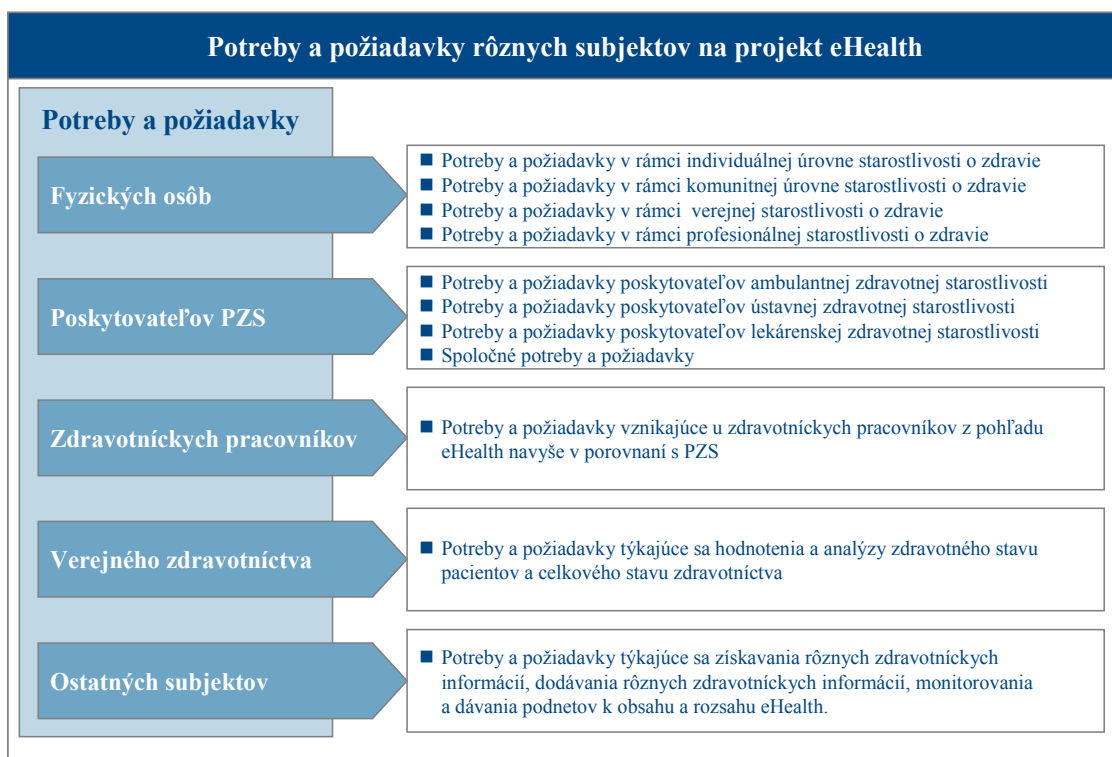 Potreby a požiadavky rôznych subjektov na projekt eHealth
Potreby a požiadavky
Fyzických osôb
■ Potreby a požiadavky v rámci individuálnej úrovne starostlivosti o zdravie
■ Potreby a požiadavky v rámci komunitnej úrovne starostlivosti o zdravie
■ Potreby a požiadavky v rámci verejnej starostlivosti o zdravie
■ Potreby a požiadavky v rámci profesionálnej starostlivosti o zdravie
Poskytovateľov PZS
■ Potreby a požiadavky poskytovateľov ambulantnej zdravotnej starostlivosti
■ Potreby a požiadavky poskytovateľov ústavnej zdravotnej starostlivosti
■ Potreby a požiadavky poskytovateľov lekárenskej zdravotnej starostlivosti
■ Spoločné potreby a požiadavky
Zdravotníckych pracovníkov
■ Potreby a požiadavky vznikajúce u zdravotníckych pracovníkov z pohľadu
eHealth navyše v porovnaní s PZS
Verejného zdravotníctva
■ Potreby a požiadavky týkajúce sa hodnotenia a analýzy zdravotného stavu
pacientov a celkového stavu zdravotníctva
Ostatných subjektov
■ Potreby a požiadavky týkajúce sa získavania rôznych zdravotníckych
informácií, dodávania rôznych zdravotníckych informácií, monitorovania
a dávania podnetov k obsahu a rozsahu eHealth.